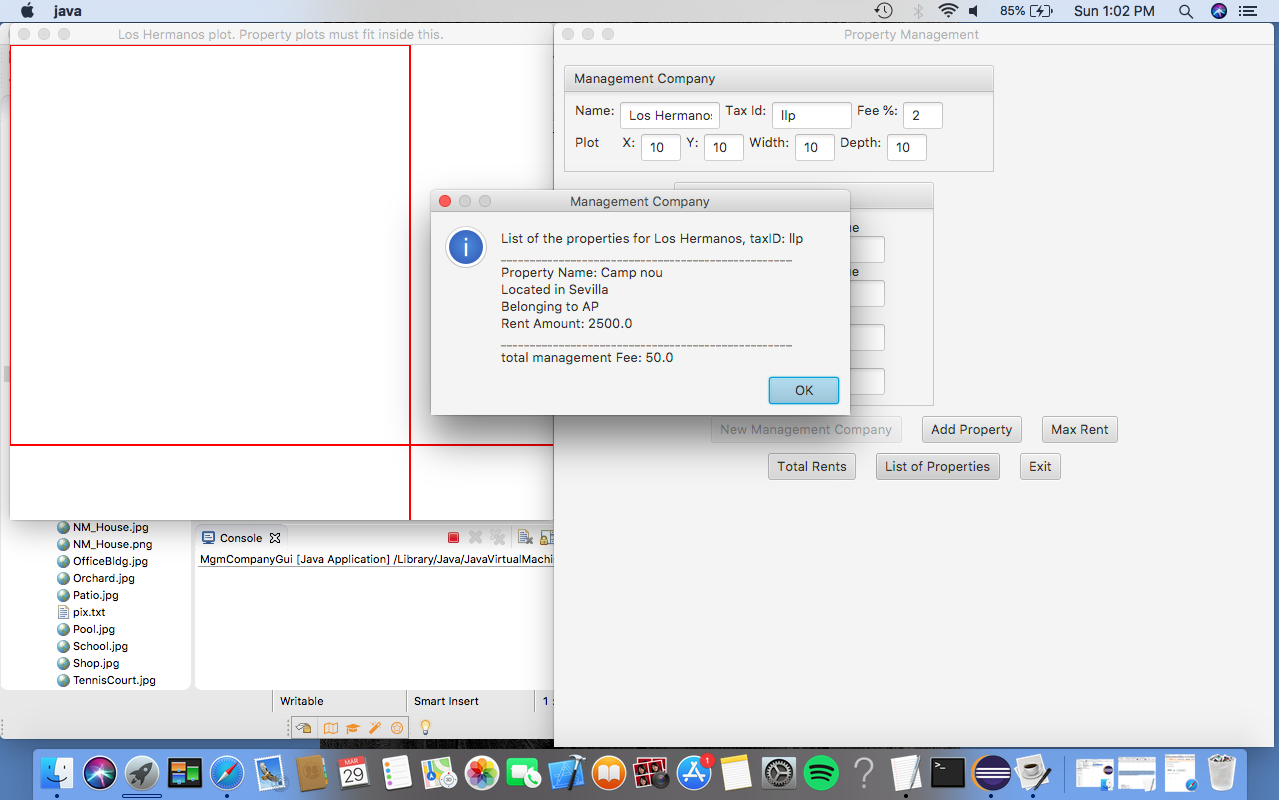 java
85%
Sun 1:02 PM
Los Hermanos plot. Property plots must fit inside this.
Property Management
Management Company
Name:
Los Hermanos
Tax Id:
llp
Fee %:
2
Plot
X:
10
Y:
10
Width:
10
Depth:
10
Management Company
List of the properties for Los Hermanos, taxID: llp
Property Name: Camp nou
Located in Sevilla
Belonging to AP
Rent Amount: 2500.0
total management Fee: 50.0
OK
New Management Company
Add Property
Max Rent
Total Rents
List of Properties
Exit
NM_House.jpg
NM_House.png
OfficeBldg.jpg
Orchard.jpg
Patio.jpg
pix.txt
Pool.jpg
School.jpg
Shop.jpg
TennisCourt.jpg
Console
MgmCompanyGui [Java Application] /Library/Java/JavaVirtualMachin
Writable
Smart Insert
1 :
MAR
29
1